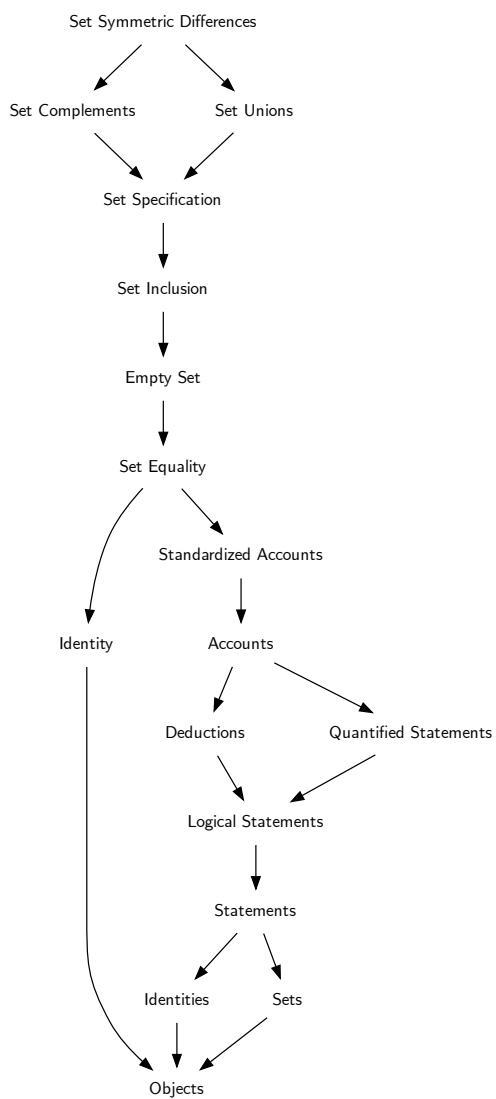 Set Symmetric Differences
Set Complements
Set Unions
Set Specification
Set Inclusion
Empty Set
Set Equality
Standardized Accounts
Identity
Accounts
Deductions
Quantified Statements
Logical Statements
Statements
Identities
Sets
Objects